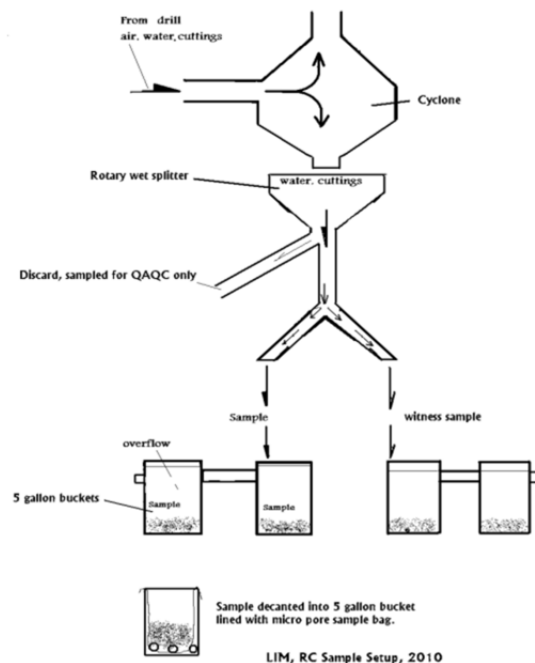 From drill
air, water, cuttings
Cyclone
Rotary wet splitter
water, cuttings
Discard, sampled for QAQC only
Sample
witness sample
overflow
5 gallon buckets
Sample
Sample
Sample decanted into 5 gallon bucket
lined with micro pore sample bag.
LIM, RC Sample Setup, 2010